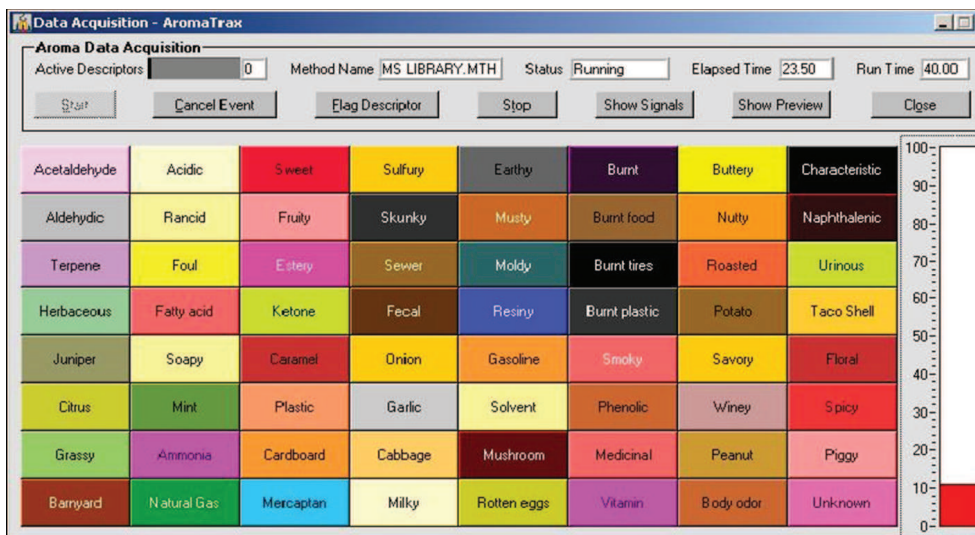 Data Acquisition - AromaTrax
Aroma Data Acquisition
Active Descriptors 0 Method Name MS LIBRARY.MTH Status Running Elapsed Time 23.50 Run Time 40.00
Start Cancel Event Flag Descriptor Stop Show Signals Show Preview Close
Acetaldehyde Acidic Sweet Sulfury Earthy Burnt Buttery Characteristic
Aldehydic Rancid Fruity Skunky Musty Burnt food Nutty Naphthalenic
Terpene Foul Estery Sewer Moldy Burnt tires Roasted Urinous
Herbaceous Fatty acid Ketone Fecal Resiny Burnt plastic Potato Taco Shell
Juniper Soapy Caramel Onion Gasoline Smoky Savory Floral
Citrus Mint Plastic Garlic Solvent Phenolic Winey Spicy
Grassy Ammonia Cardboard Cabbage Mushroom Medicinal Peanut Piggy
Barnyard Natural Gas Mercaptan Milky Rotten eggs Vitamin Body odor Unknown
100
90
80
70
60
50
40
30
20
10
0